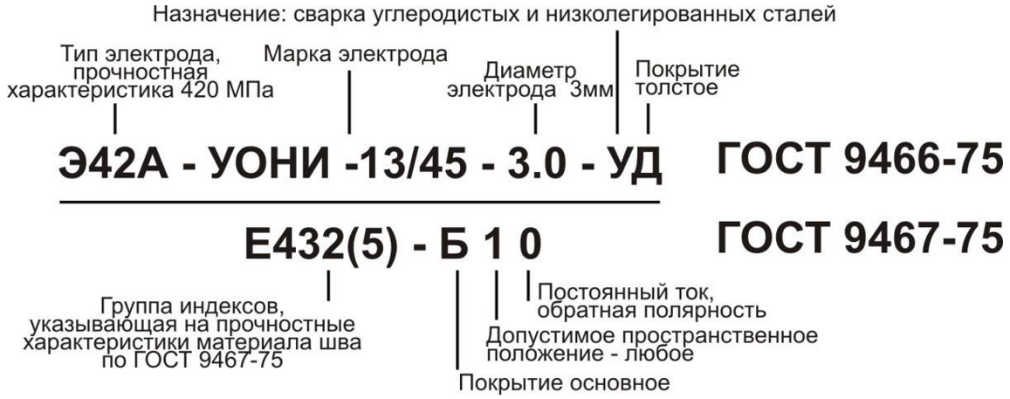 Назначение: сварка углеродистых и низколегированных сталей
Тип электрода,
прочностная
характеристика 420 МПа
Марка электрода
Диаметр
электрода 3мм
Покрытие
толстое
Э42А - УОНИ -13/45 - 3.0 - УД
ГОСТ 9466-75
Е432(5) - Б 1 0
ГОСТ 9467-75
Группа индексов,
указывающая на прочностные
характеристики материала шва
по ГОСТ 9467-75
Постоянный ток,
обратная полярность
Допустимое пространственное
положение - любое
Покрытие основное